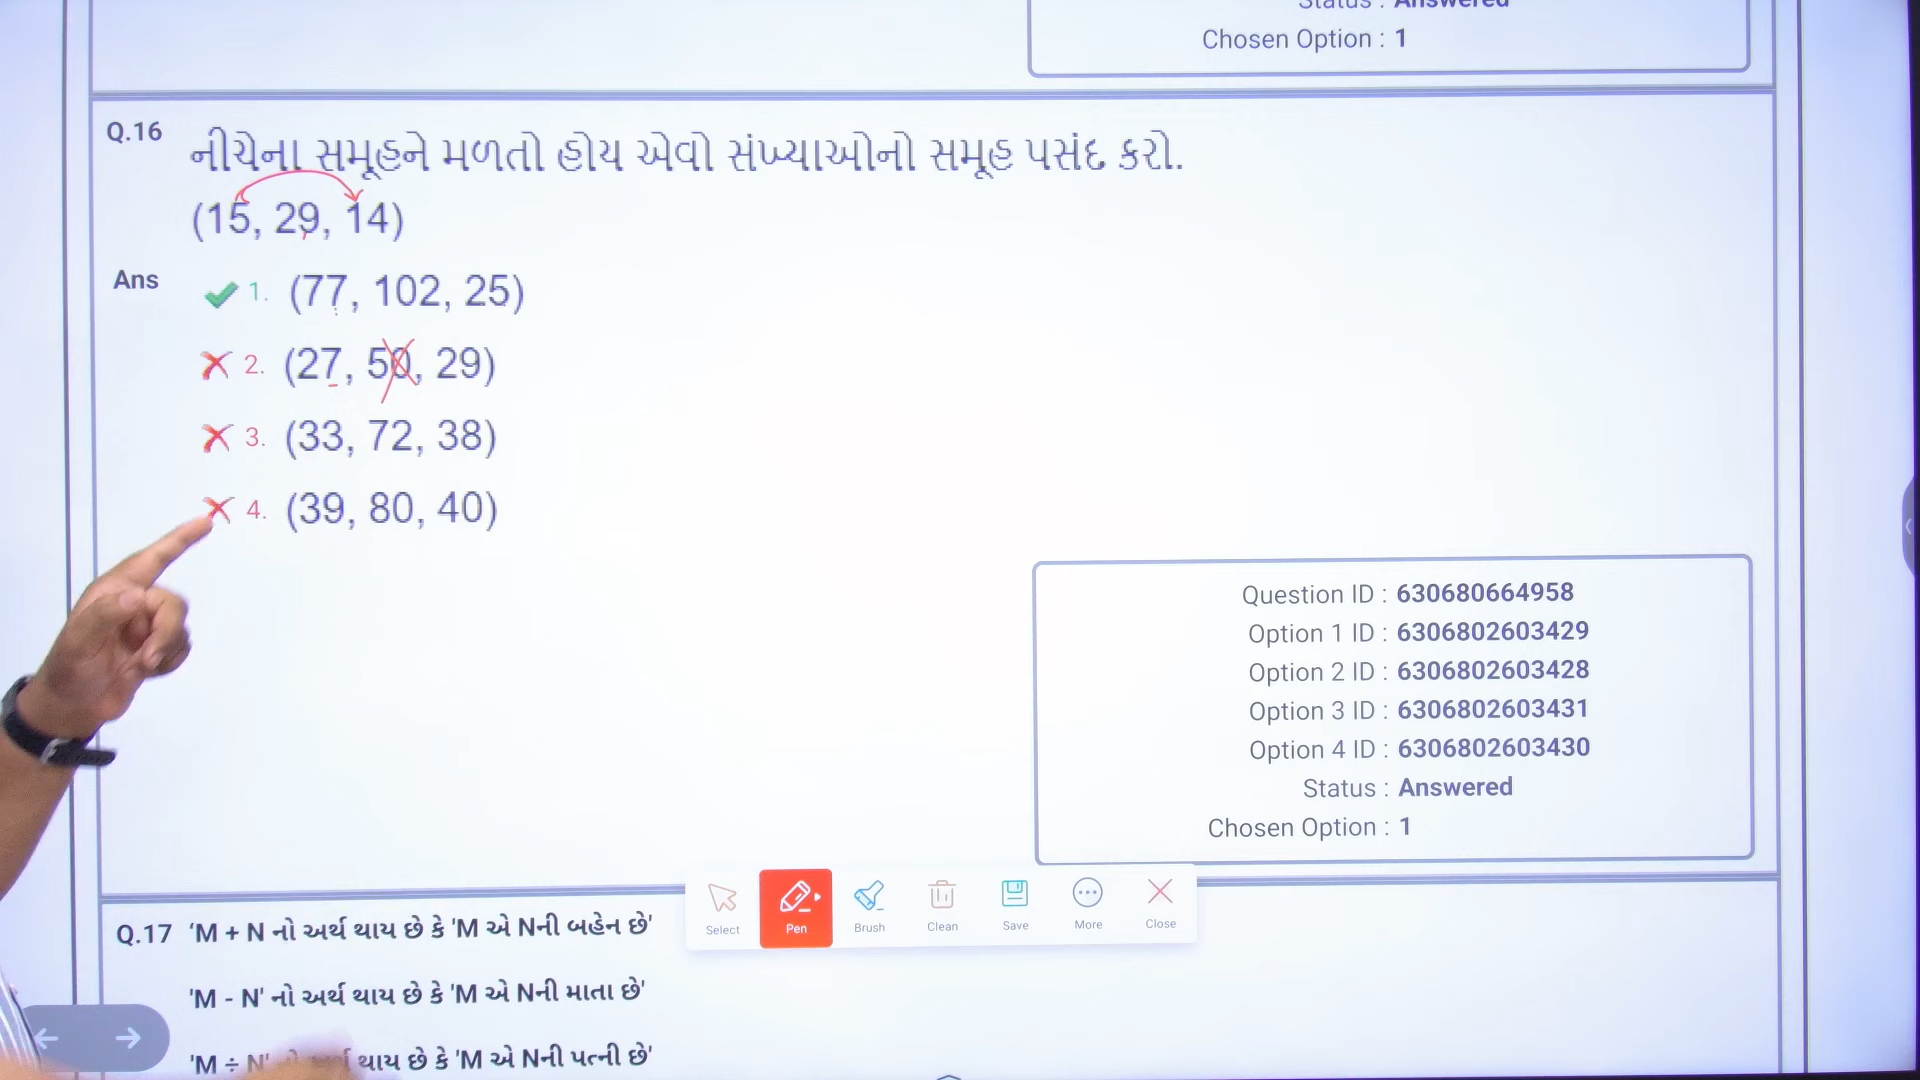 Status : Answered
Chosen Option : 1
Q.16
નીચેના સમૂહને મળતો હોય એવો સંખ્યાઓનો સમૂહ પસંદ કરો.
(15, 29, 14)
Ans
1. (77, 102, 25)
2. (27, 50, 29)
3. (33, 72, 38)
4. (39, 80, 40)
Question ID : 630680664958
Option 1 ID : 6306802603429
Option 2 ID : 6306802603428
Option 3 ID : 6306802603431
Option 4 ID : 6306802603430
Status : Answered
Chosen Option : 1
Select Pen Brush Clean Save More Close
Q.17 'M + N નો અર્થ થાય છે કે 'M એ Nની બહેન છે'
'M - N' નો અર્થ થાય છે કે 'M એ Nની માતા છે'
'M ÷ N' થાય છે કે 'M એ Nની પત્ની છે'